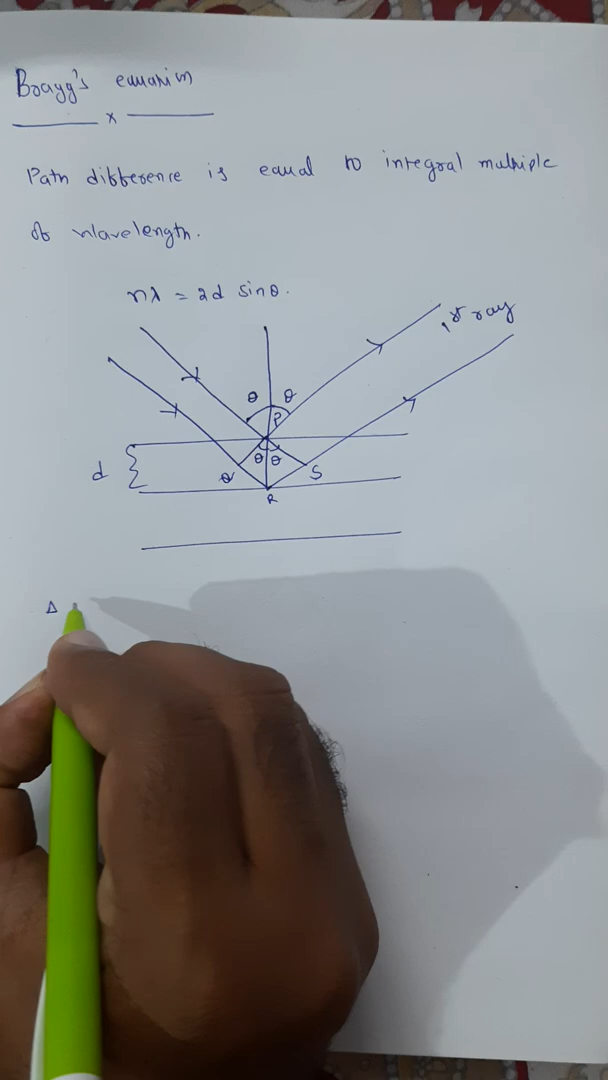 Bragg's equation
x
Path difference is equal to integral multiple
of wavelength.
nλ = 2d sinθ.
1st ray
θ θ
P
d
θ θ
Q S
R
Δ